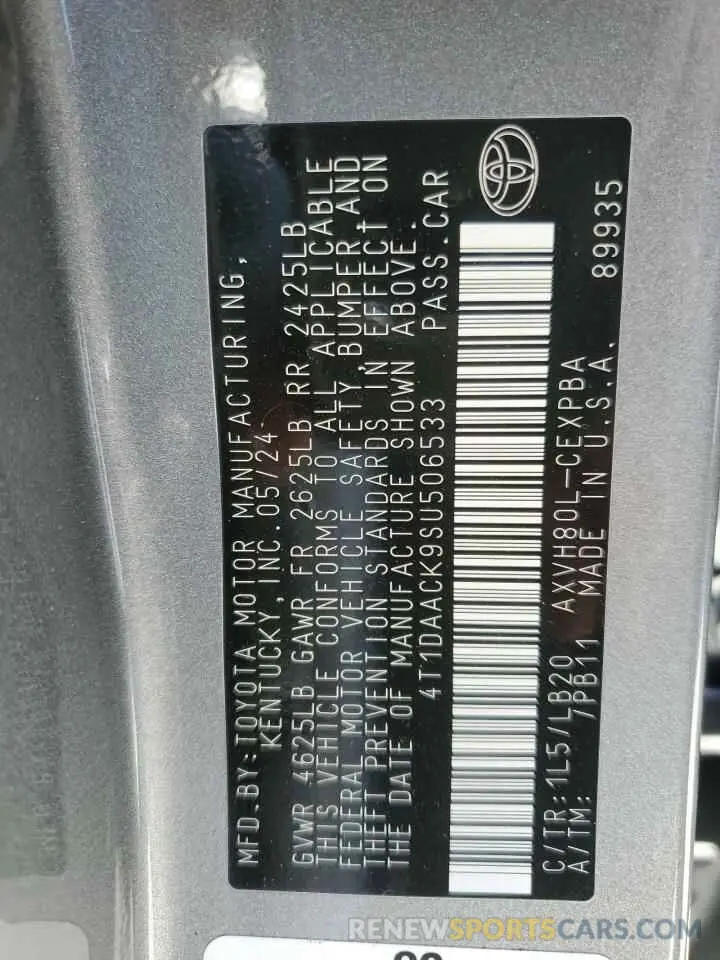 MFD.BY:TOYOTA MOTOR MANUFACTURING,
KENTUCKY, INC.05/24
GVWR 4625LB GAWR FR 2625LB RR 2425LB
THIS VEHICLE CONFORMS TO ALL APPLICABLE
FEDERAL MOTOR VEHICLE SAFETY, BUMPER, AND
THEFT PREVENTION STANDARDS IN EFFECT ON
THE DATE OF MANUFACTURE SHOWN ABOVE.
4T1DAACK9SU506533 PASS.CAR
C/TR:1L5/LB20 AXVH80L-CEXPBA 89935
A/TM: /PB11 MADE IN U.S.A.
RENEWSPORTSCARS.COM